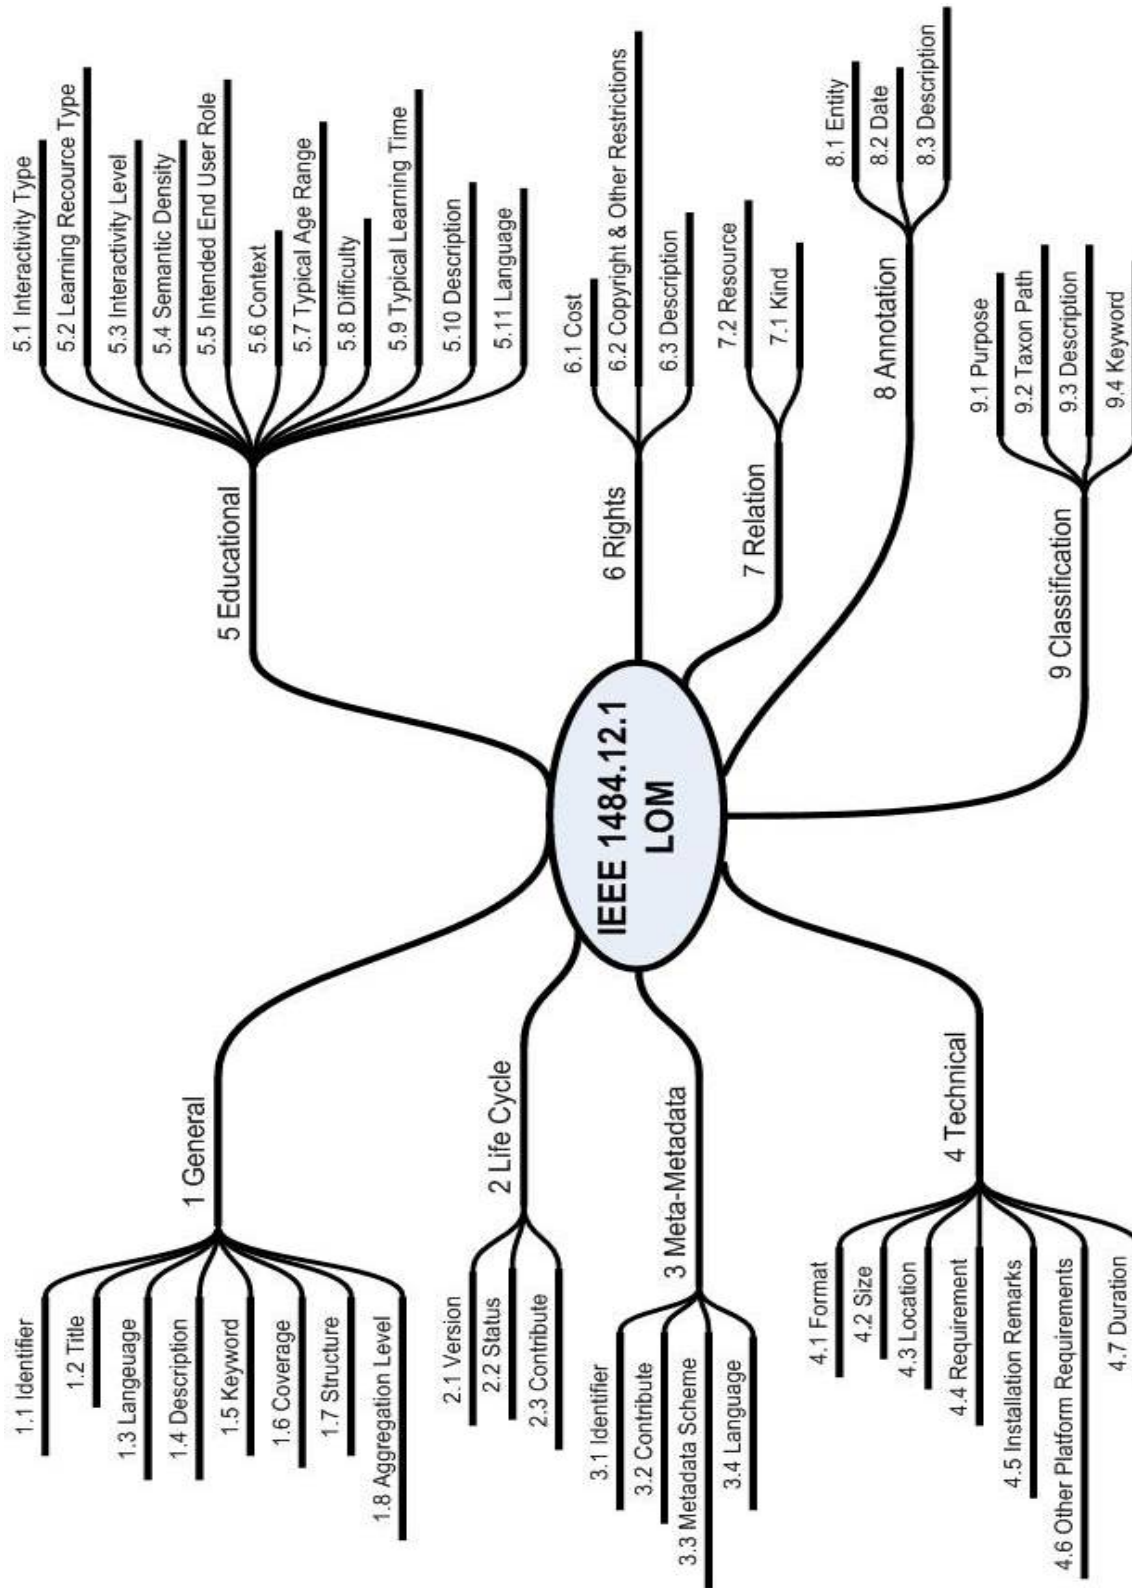 IEEE 1484.12.1
LOM
1 General
1.1 Identifier
1.2 Title
1.3 Langeuage
1.4 Description
1.5 Keyword
1.6 Coverage
1.7 Structure
1.8 Aggregation Level
2 Life Cycle
2.1 Version
2.2 Status
2.3 Contribute
3 Meta-Metadata
3.1 Identifier
3.2 Contribute
3.3 Metadata Scheme
3.4 Language
4 Technical
4.1 Format
4.2 Size
4.3 Location
4.4 Requirement
4.5 Installation Remarks
4.6 Other Platform Requirements
4.7 Duration
5 Educational
5.1 Interactivity Type
5.2 Learning Recource Type
5.3 Interactivity Level
5.4 Semantic Density
5.5 Intended End User Role
5.6 Context
5.7 Typical Age Range
5.8 Difficulty
5.9 Typical Learning Time
5.10 Description
5.11 Language
6 Rights
6.1 Cost
6.2 Copyright & Other Restrictions
6.3 Description
7 Relation
7.2 Resource
7.1 Kind
8 Annotation
8.1 Entity
8.2 Date
8.3 Description
9 Classification
9.1 Purpose
9.2 Taxon Path
9.3 Description
9.4 Keyword